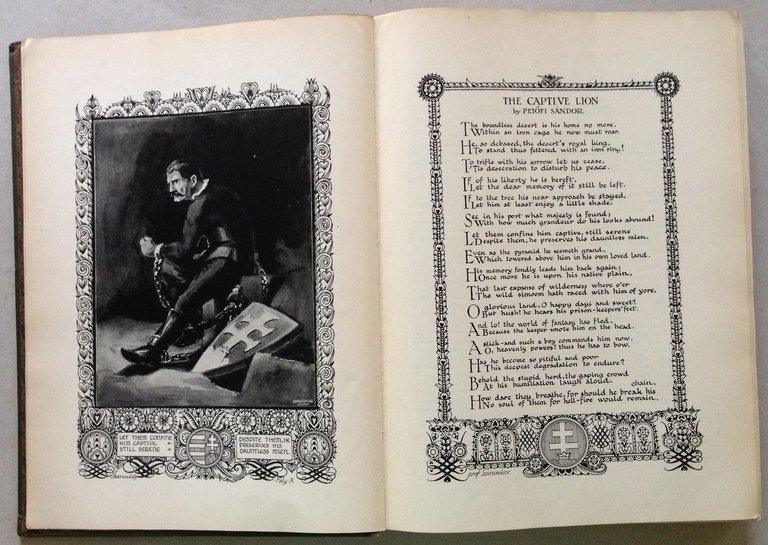 LET THEM CONFINE
HIM CAPTIVE,
STILL SERENE
DESPITE THEM, HE
PRESERVES HIS
DAUNTLESS MIEN.
THE CAPTIVE LION
by PETŐFI SÁNDOR.
The boundless desert is his home no more,
Within an iron cage he now must roar.
He, so debased, the desert's royal king,
To stand thus fettered with an iron ring!
To trifle with his sorrow let us cease,
'Tis desecration to disturb his peace.
If of his liberty he is bereft,
Let the dear memory of it still be left.
If to the tree his near approach be stayed,
Let him at least enjoy a little shade.
See in his port what majesty is found;
With how much grandeur do his looks abound!
Let them confine him captive, still serene
Despite them, he preserves his dauntless mien.
Even as the pyramid he seemeth grand,
Which towered above him in his own loved land.
His memory fondly leads him back again;
Once more he is upon his native plain,
That last expanse of wilderness where o'er
The wild simoom hath raced with him of yore.
O glorious land, O happy days and sweet!
But hush! he hears his prison-keepers' feet.
And lo! the world of fantasy has fled,
Because the keeper smote him on the head.
A stick-and such a boy commands him now.
O, heavenly powers! thus he has to bow.
Has he become so pitiful and poor
This deepest degradation to endure?
Behold the stupid herd, the gaping crowd
At his humiliation laugh aloud.
chain,
How dare they breathe, for should he break his
No soul of them for hell-fire would remain.
prof. JEATHMÁRY.